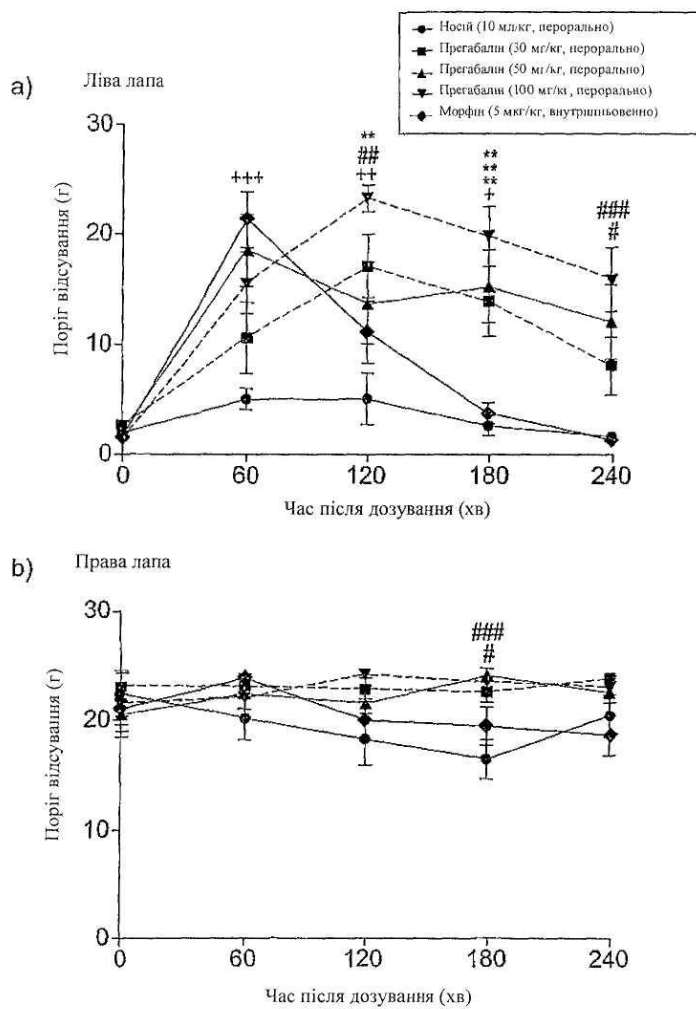 Носій (10 мл/кг, перорально)
Прегабалін (30 мг/кг, перорально)
Прегабалін (50 мг/кг, перорально)
Прегабалін (100 мг/кг, перорально)
Морфін (5 мкг/кг, внутрішньовенно)
a) Ліва лапа
30
20
10
0
Поріг відсування (г)
+++
**
##
++
**
**
**
+
###
#
0 60 120 180 240
Час після дозування (хв)
b) Права лапа
30
20
10
0
Поріг відсування (г)
###
#
0 60 120 180 240
Час після дозування (хв)